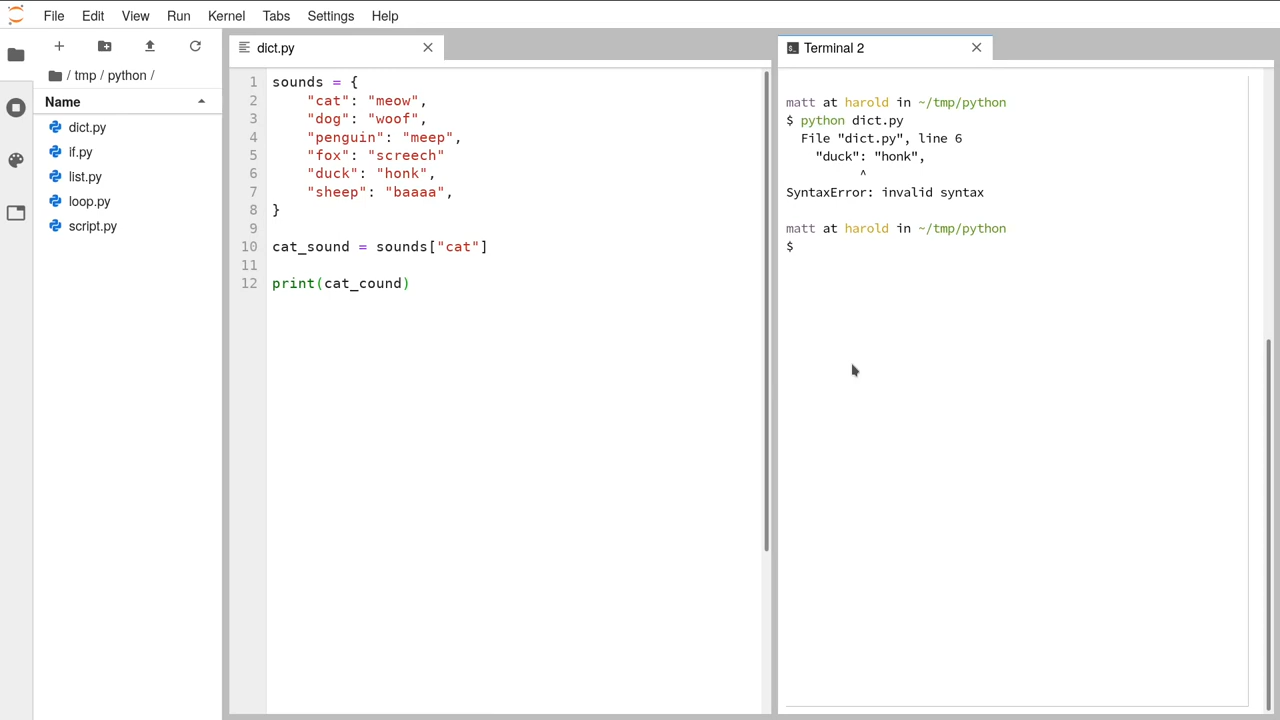 File Edit View Run Kernel Tabs Settings Help
/ tmp / python /
Name
dict.py
if.py
list.py
loop.py
script.py
dict.py
1 sounds = {
2     "cat": "meow",
3     "dog": "woof",
4     "penguin": "meep",
5     "fox": "screech"
6     "duck": "honk",
7     "sheep": "baaaa",
8 }
9
10 cat_sound = sounds["cat"]
11
12 print(cat_cound)
Terminal 2
matt at harold in ~/tmp/python
$ python dict.py
  File "dict.py", line 6
    "duck": "honk",
          ^
SyntaxError: invalid syntax
matt at harold in ~/tmp/python
$